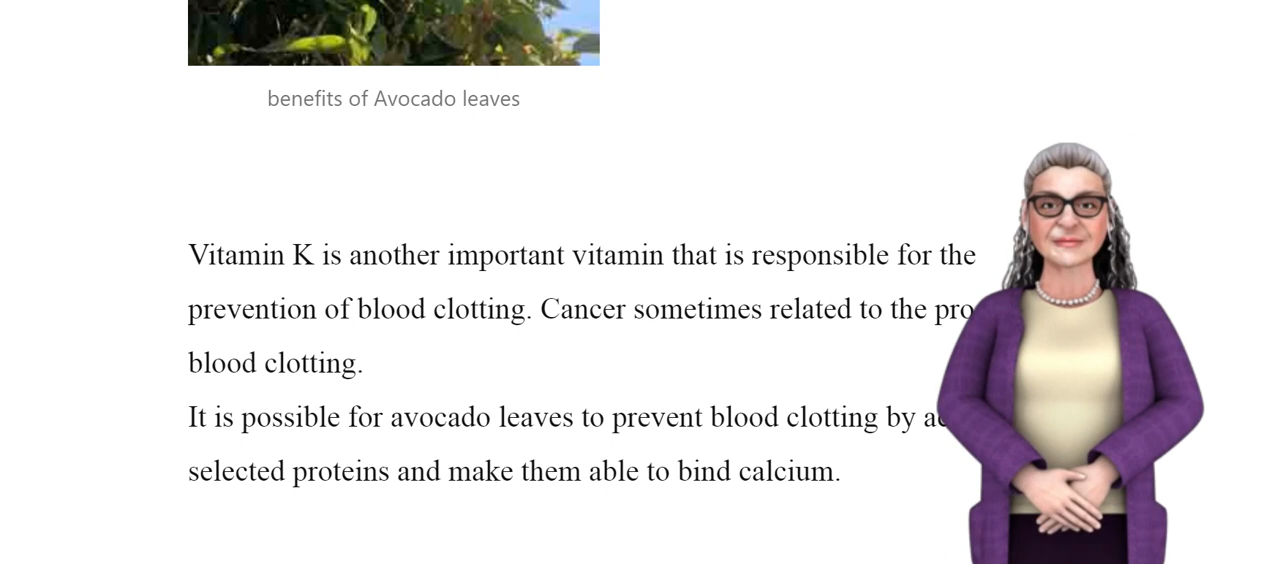 benefits of Avocado leaves
Vitamin K is another important vitamin that is responsible for the
prevention of blood clotting. Cancer sometimes related to the
blood clotting.
It is possible for avocado leaves to prevent blood clotting by
selected proteins and make them able to bind calcium.